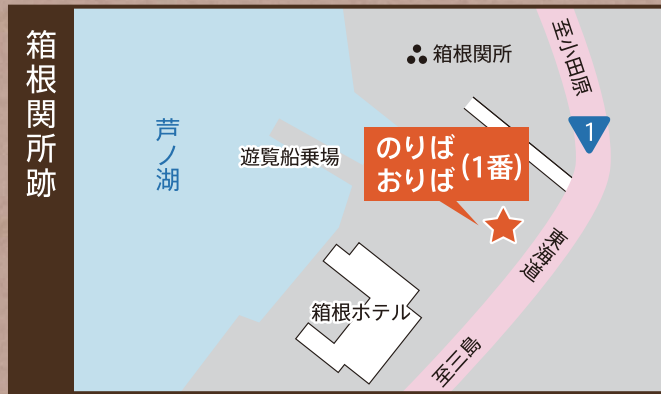 箱根関所跡
至小田原
箱根関所
1
芦ノ湖
遊覧船乗場
のりば
おりば
(1番)
東海道
箱根ホテル
至三島